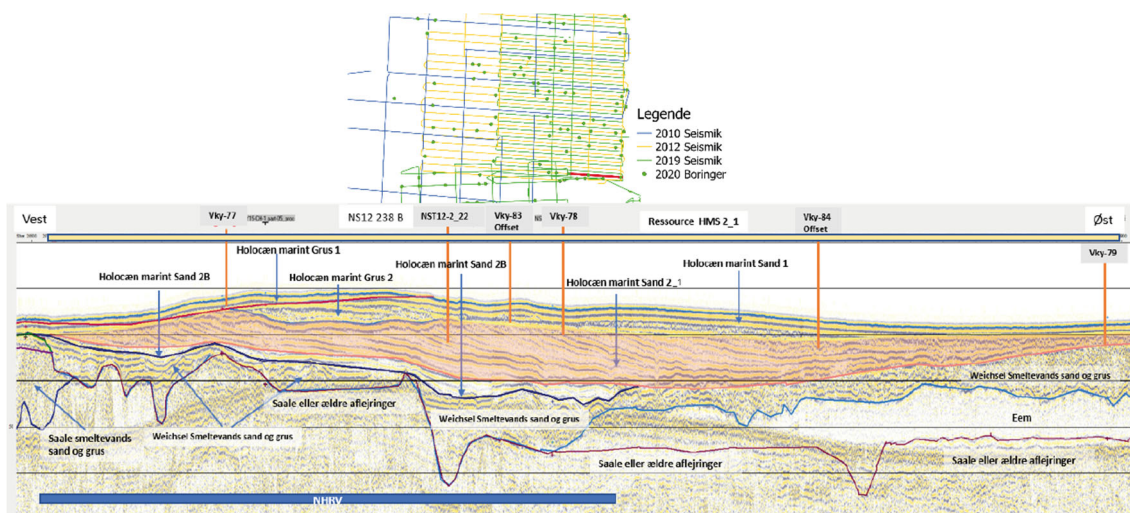 Legende
2010 Seismik
2012 Seismik
2019 Seismik
2020 Boringer
Vest
Vky-77
NS12 238 B
NST12-2_22
Vky-83
Offset
Vky-78
Ressource HMS 2_1
Vky-84
Offset
Øst
Vky-79
Holocæn marint Grus 1
Holocæn marint Sand 2B
Holocæn marint Grus 2
Holocæn marint Sand 2B
Holocæn marint Sand 2_1
Holocæn marint Sand 1
Weichsel Smeltevands sand og grus
Saale eller ældre aflejringer
Weichsel Smeltevands sand og grus
Eem
Saale smeltevands
sand og grus
Weichsel Smeltevands sand og grus
Saale eller ældre aflejringer
Saale eller ældre aflejringer
NHRV